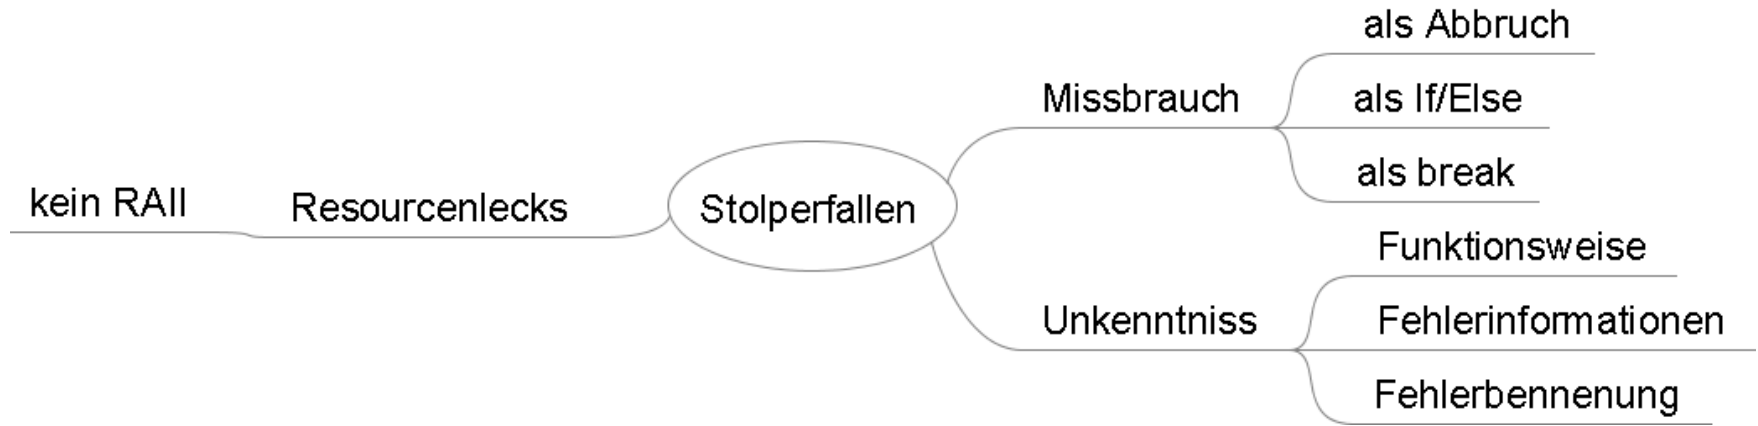 als Abbruch
Missbrauch
als If/Else
als break
kein RAII
Resourcenlecks
Stolperfallen
Funktionsweise
Unkenntniss
Fehlerinformationen
Fehlerbennenung